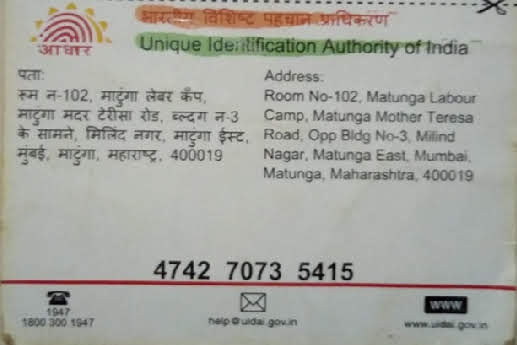 भारतीय विशिष्ट पहचान प्राधिकरण
Unique Identification Authority of India
आधार
पता:
रूम न-102, माटुंगा लेबर कॅंप,
माटुंगा मदर टेरीसा रोड, ब्ल्दग न-3
के सामने, मिलिंद नगर, माटुंगा ईस्ट,
मुंबई, माटुंगा, महाराष्ट्र, 400019
Address:
Room No-102, Matunga Labour
Camp, Matunga Mother Teresa
Road, Opp Bldg No-3, Milind
Nagar, Matunga East, Mumbai,
Matunga, Maharashtra, 400019
4742 7073 5415
1947
1800 300 1947
help@uidai.gov.in
www
www.uidai.gov.in